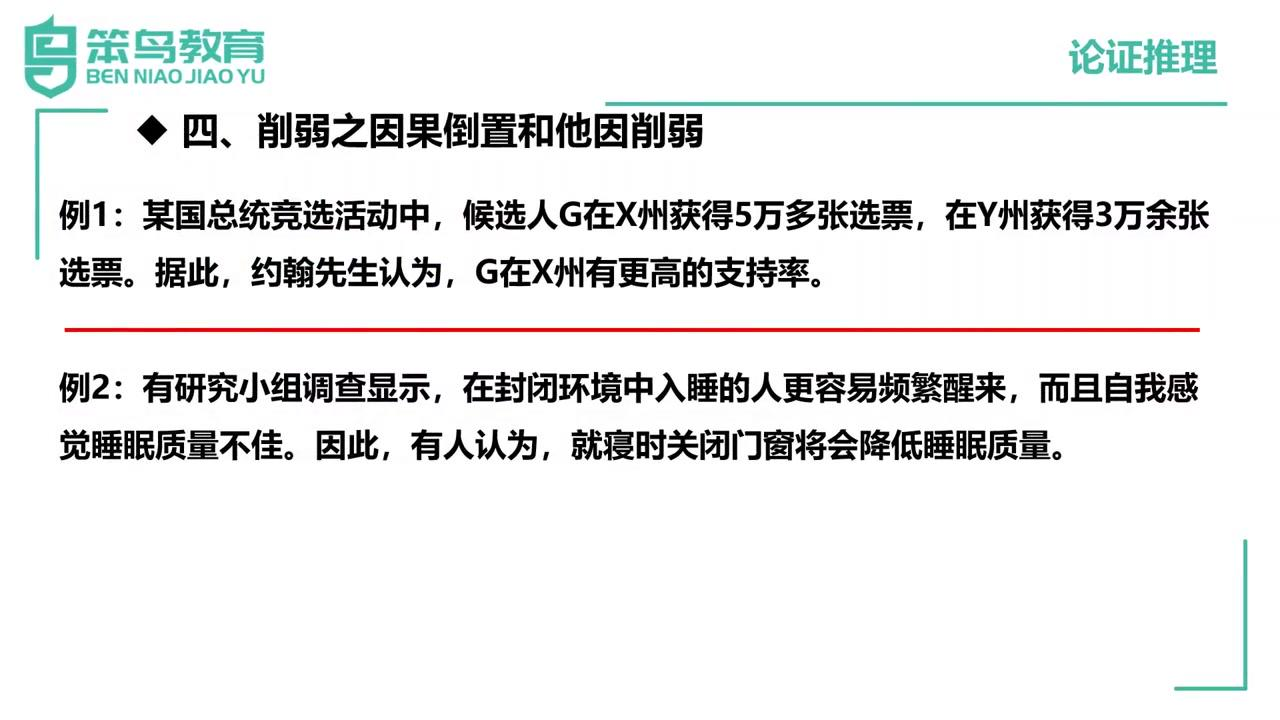 笨鸟教育
BEN NIAO JIAO YU
论证推理
◆ 四、削弱之因果倒置和他因削弱
例1：某国总统竞选活动中，候选人G在X州获得5万多张选票，在Y州获得3万余张
选票。据此，约翰先生认为，G在X州有更高的支持率。
例2：有研究小组调查显示，在封闭环境中入睡的人更容易频繁醒来，而且自我感
觉睡眠质量不佳。因此，有人认为，就寝时关闭门窗将会降低睡眠质量。